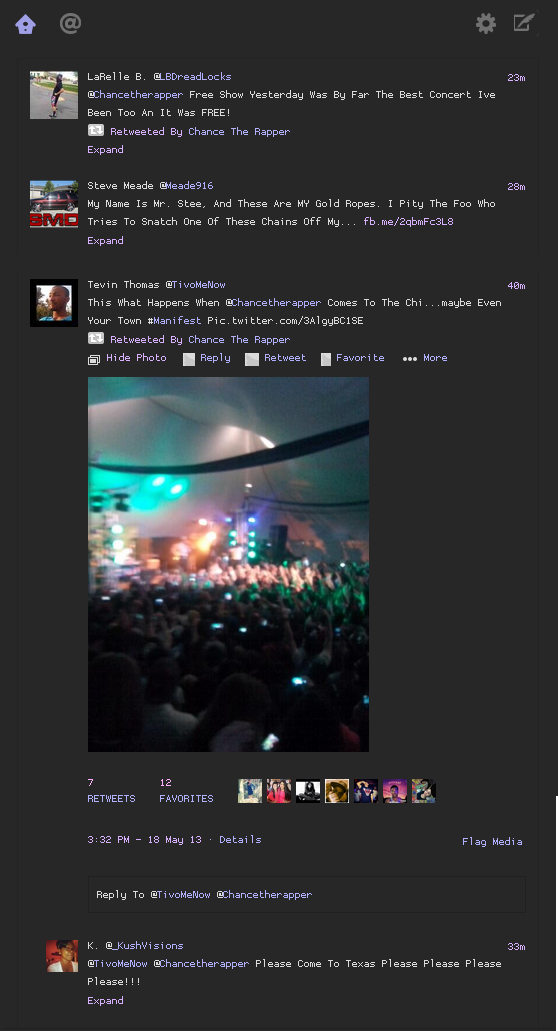 @
LaRelle B. @LBDreadLocks 23m
@Chancetherapper Free Show Yesterday Was By Far The Best Concert Ive
Been Too An It Was FREE!
Retweeted By Chance The Rapper
Expand
Steve Meade @Meade916 28m
My Name Is Mr. Stee, And These Are MY Gold Ropes. I Pity The Foo Who
Tries To Snatch One Of These Chains Off My... fb.me/2qbmFc3L8
Expand
Tevin Thomas @TivoMeNow 40m
This What Happens When @Chancetherapper Comes To The Chi...maybe Even
Your Town #Manifest Pic.twitter.com/3AlgyBC1SE
Retweeted By Chance The Rapper
Hide Photo Reply Retweet Favorite ••• More
7 12
RETWEETS FAVORITES
3:32 PM - 18 May 13 · Details Flag Media
Reply To @TivoMeNow @Chancetherapper
K. @_KushVisions 33m
@TivoMeNow @Chancetherapper Please Come To Texas Please Please Please
Please!!!
Expand